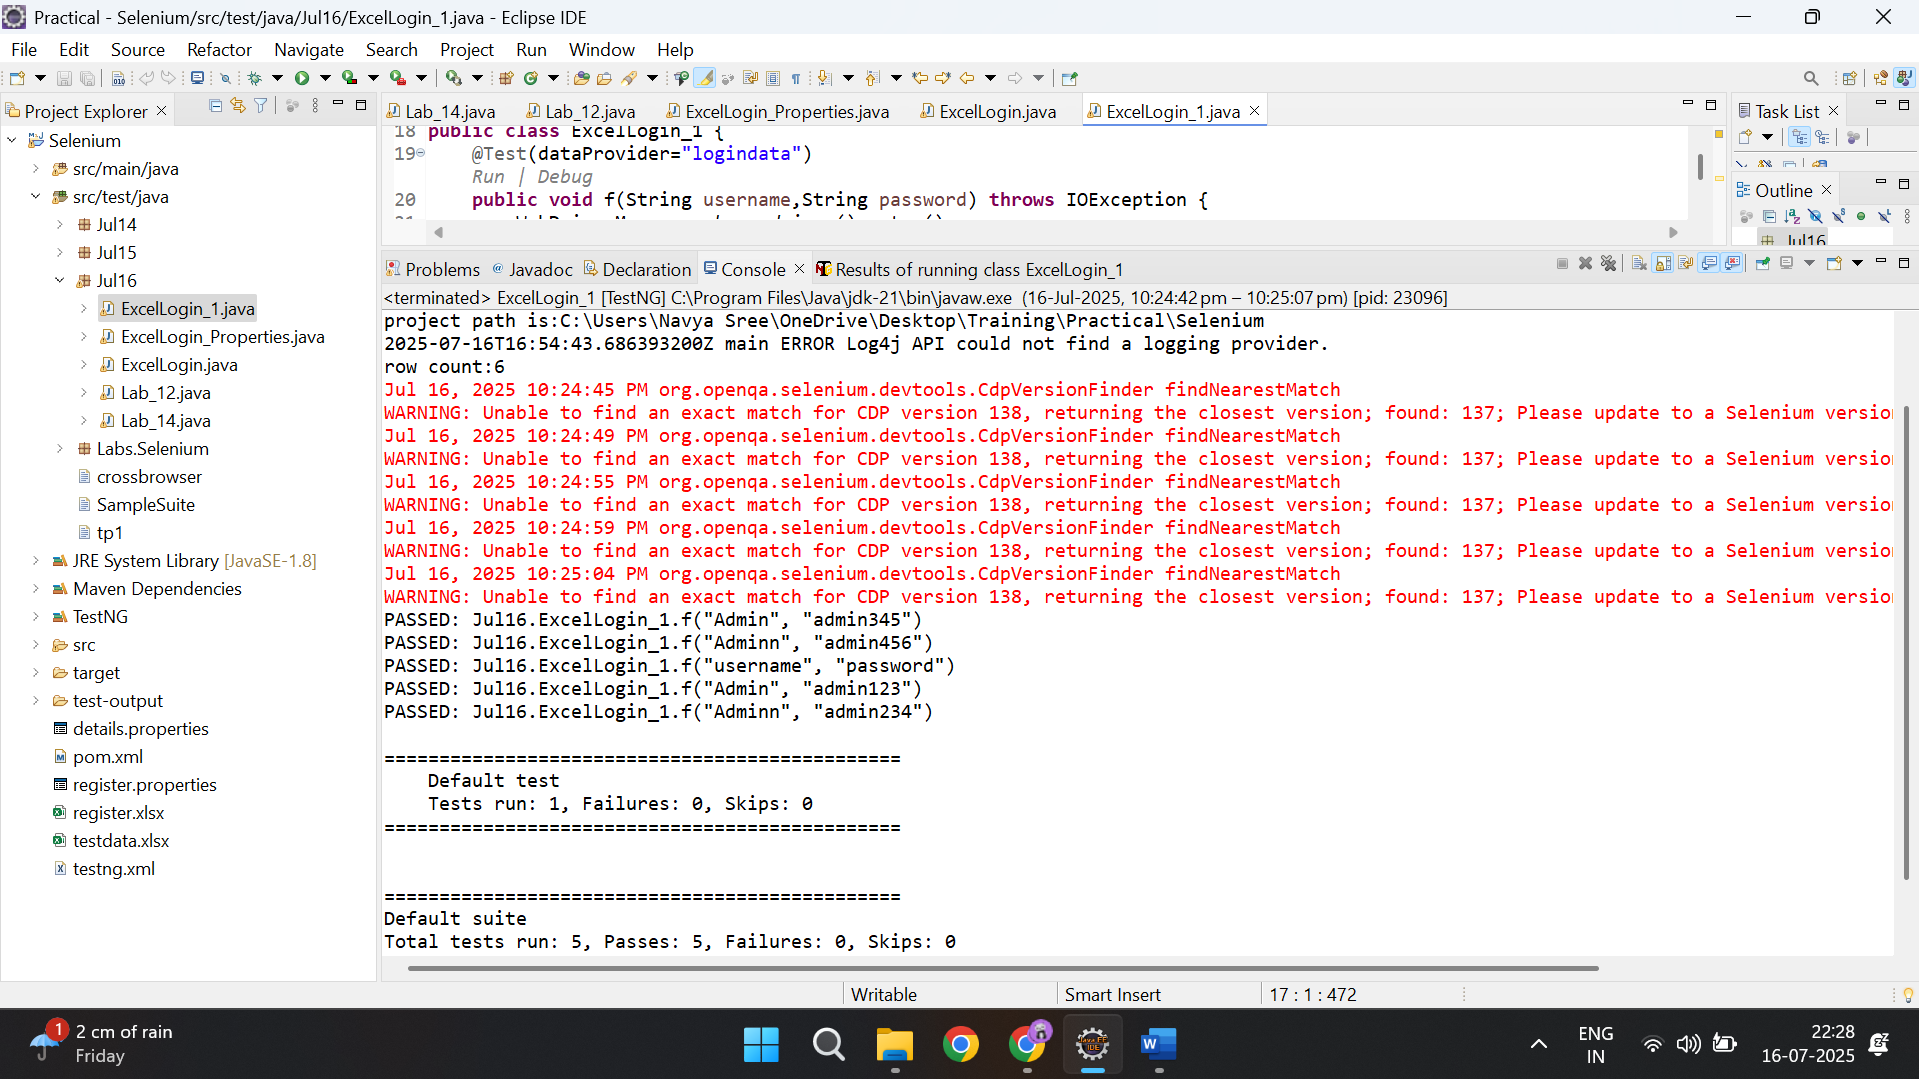 Practical - Selenium/src/test/java/Jul16/ExcelLogin_1.java - Eclipse IDE
File Edit Source Refactor Navigate Search Project Run Window Help
Project Explorer
Selenium
src/main/java
src/test/java
Jul14
Jul15
Jul16
ExcelLogin_1.java
ExcelLogin_Properties.java
ExcelLogin.java
Lab_12.java
Lab_14.java
Labs.Selenium
crossbrowser
SampleSuite
tp1
JRE System Library [JavaSE-1.8]
Maven Dependencies
TestNG
src
target
test-output
details.properties
pom.xml
register.properties
register.xlsx
testdata.xlsx
testng.xml
Lab_14.java Lab_12.java ExcelLogin_Properties.java ExcelLogin.java ExcelLogin_1.java
18 public class ExcelLogin_1 {
19 @Test(dataProvider="logindata")
Run | Debug
20 public void f(String username,String password) throws IOException {
Task List
Outline
Jul16
Problems Javadoc Declaration Console Results of running class ExcelLogin_1
<terminated> ExcelLogin_1 [TestNG] C:\Program Files\Java\jdk-21\bin\javaw.exe (16-Jul-2025, 10:24:42 pm – 10:25:07 pm) [pid: 23096]
project path is:C:\Users\Navya Sree\OneDrive\Desktop\Training\Practical\Selenium
2025-07-16T16:54:43.686393200Z main ERROR Log4j API could not find a logging provider.
row count:6
Jul 16, 2025 10:24:45 PM org.openqa.selenium.devtools.CdpVersionFinder findNearestMatch
WARNING: Unable to find an exact match for CDP version 138, returning the closest version; found: 137; Please update to a Selenium version
Jul 16, 2025 10:24:49 PM org.openqa.selenium.devtools.CdpVersionFinder findNearestMatch
WARNING: Unable to find an exact match for CDP version 138, returning the closest version; found: 137; Please update to a Selenium version
Jul 16, 2025 10:24:55 PM org.openqa.selenium.devtools.CdpVersionFinder findNearestMatch
WARNING: Unable to find an exact match for CDP version 138, returning the closest version; found: 137; Please update to a Selenium version
Jul 16, 2025 10:24:59 PM org.openqa.selenium.devtools.CdpVersionFinder findNearestMatch
WARNING: Unable to find an exact match for CDP version 138, returning the closest version; found: 137; Please update to a Selenium version
Jul 16, 2025 10:25:04 PM org.openqa.selenium.devtools.CdpVersionFinder findNearestMatch
WARNING: Unable to find an exact match for CDP version 138, returning the closest version; found: 137; Please update to a Selenium version
PASSED: Jul16.ExcelLogin_1.f("Admin", "admin345")
PASSED: Jul16.ExcelLogin_1.f("Adminn", "admin456")
PASSED: Jul16.ExcelLogin_1.f("username", "password")
PASSED: Jul16.ExcelLogin_1.f("Admin", "admin123")
PASSED: Jul16.ExcelLogin_1.f("Adminn", "admin234")
===============================================
Default test
Tests run: 1, Failures: 0, Skips: 0
===============================================
===============================================
Default suite
Total tests run: 5, Passes: 5, Failures: 0, Skips: 0
Writable Smart Insert 17 : 1 : 472
1
2 cm of rain
Friday
ENG
IN
22:28
16-07-2025